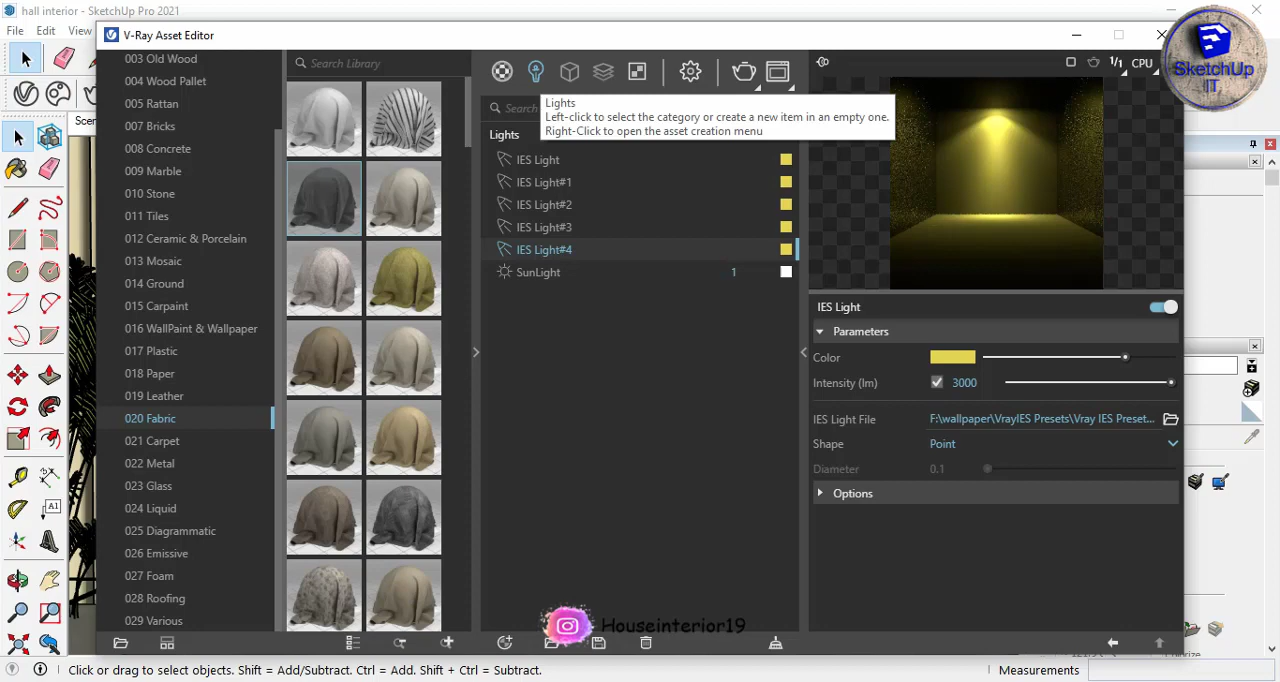 hall interior - SketchUp Pro 2021
File Edit View
V-Ray Asset Editor
SketchUp
IT
003 Old Wood
004 Wood Pallet
005 Rattan
007 Bricks
008 Concrete
009 Marble
010 Stone
011 Tiles
012 Ceramic & Porcelain
013 Mosaic
014 Ground
015 Carpaint
016 WallPaint & Wallpaper
017 Plastic
018 Paper
019 Leather
020 Fabric
021 Carpet
022 Metal
023 Glass
024 Liquid
025 Diagrammatic
026 Emissive
027 Foam
028 Roofing
029 Various
Search Library
Search
Lights
Left-click to select the category or create a new item in an empty one.
Right-Click to open the asset creation menu
Lights
IES Light
IES Light#1
IES Light#2
IES Light#3
IES Light#4
SunLight 1
1/1 CPU
IES Light
Parameters
Color
Intensity (lm) 3000
IES Light File F:\wallpaper\VrayIES Presets\Vray IES Preset...
Shape Point
Diameter 0.1
Options
Houseinterior19
Click or drag to select objects. Shift = Add/Subtract. Ctrl = Add. Shift + Ctrl = Subtract.
Measurements